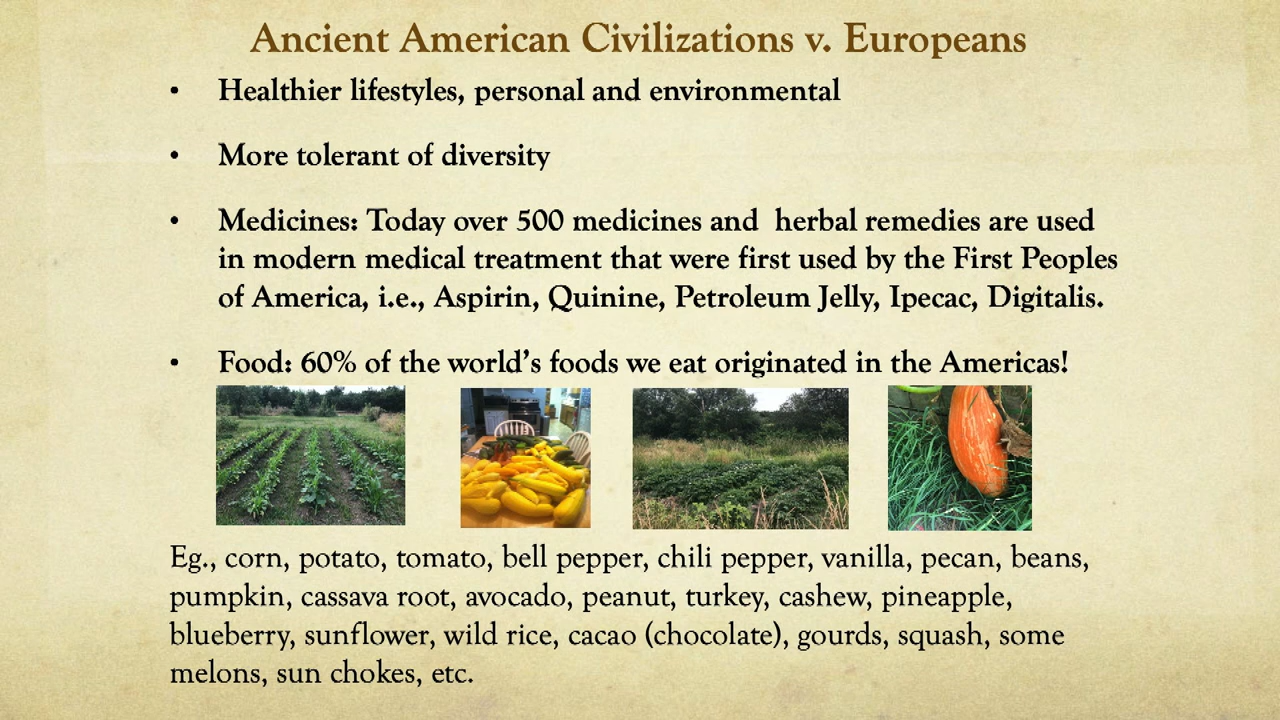 Ancient American Civilizations v. Europeans
• Healthier lifestyles, personal and environmental
• More tolerant of diversity
• Medicines: Today over 500 medicines and  herbal remedies are used
in modern medical treatment that were first used by the First Peoples
of America, i.e., Aspirin, Quinine, Petroleum Jelly, Ipecac, Digitalis.
• Food: 60% of the world’s foods we eat originated in the Americas!
Eg., corn, potato, tomato, bell pepper, chili pepper, vanilla, pecan, beans,
pumpkin, cassava root, avocado, peanut, turkey, cashew, pineapple,
blueberry, sunflower, wild rice, cacao (chocolate), gourds, squash, some
melons, sun chokes, etc.